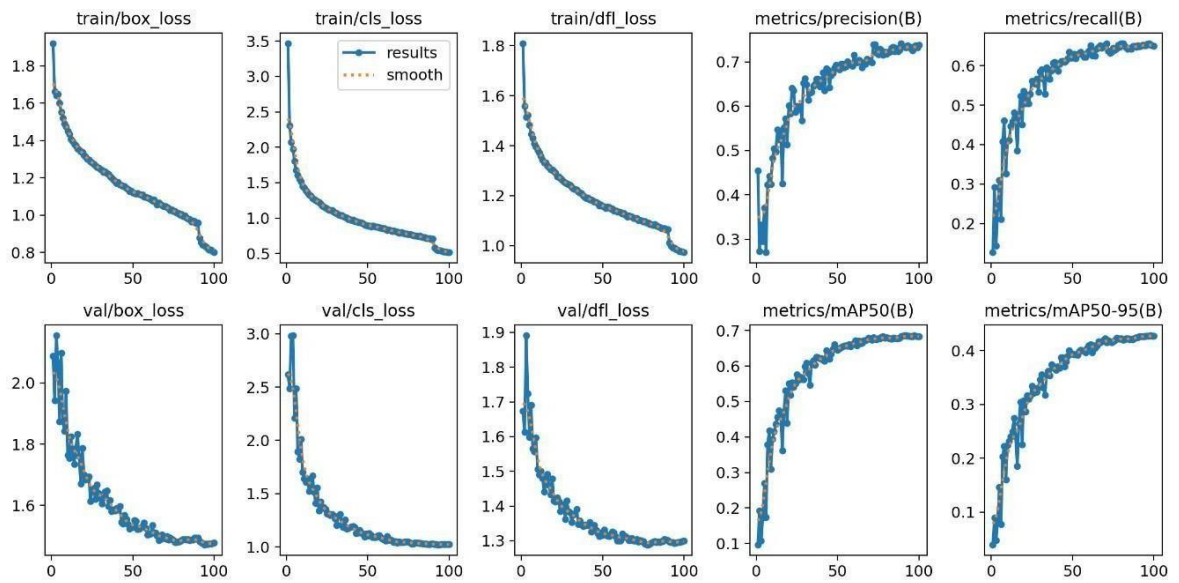 train/box_loss
1.8
1.6
1.4
1.2
1.0
0.8
0 50 100
train/cls_loss
results
smooth
3.5
3.0
2.5
2.0
1.5
1.0
0.5
0 50 100
train/dfl_loss
1.8
1.6
1.4
1.2
1.0
0 50 100
metrics/precision(B)
0.7
0.6
0.5
0.4
0.3
0 50 100
metrics/recall(B)
0.6
0.5
0.4
0.3
0.2
0 50 100
val/box_loss
2.0
1.8
1.6
0 50 100
val/cls_loss
3.0
2.5
2.0
1.5
1.0
0 50 100
val/dfl_loss
1.9
1.8
1.7
1.6
1.5
1.4
1.3
0 50 100
metrics/mAP50(B)
0.7
0.6
0.5
0.4
0.3
0.2
0.1
0 50 100
metrics/mAP50-95(B)
0.4
0.3
0.2
0.1
0 50 100